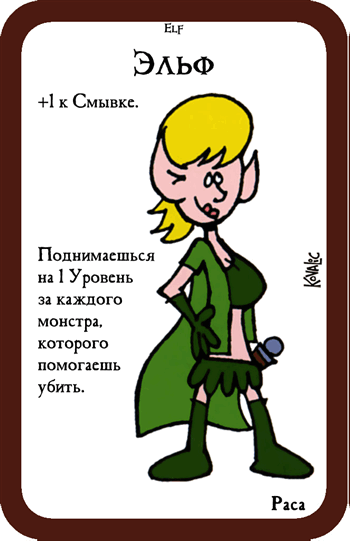 Elf
Эльф
+1 к Смывке.
Поднимаешься
на 1 Уровень
за каждого
монстра,
которого
помогаешь
убить.
Kovalic
Раса